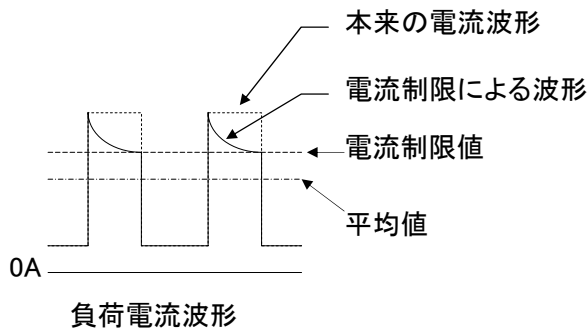 本来の電流波形
電流制限による波形
電流制限値
平均値
0A
負荷電流波形